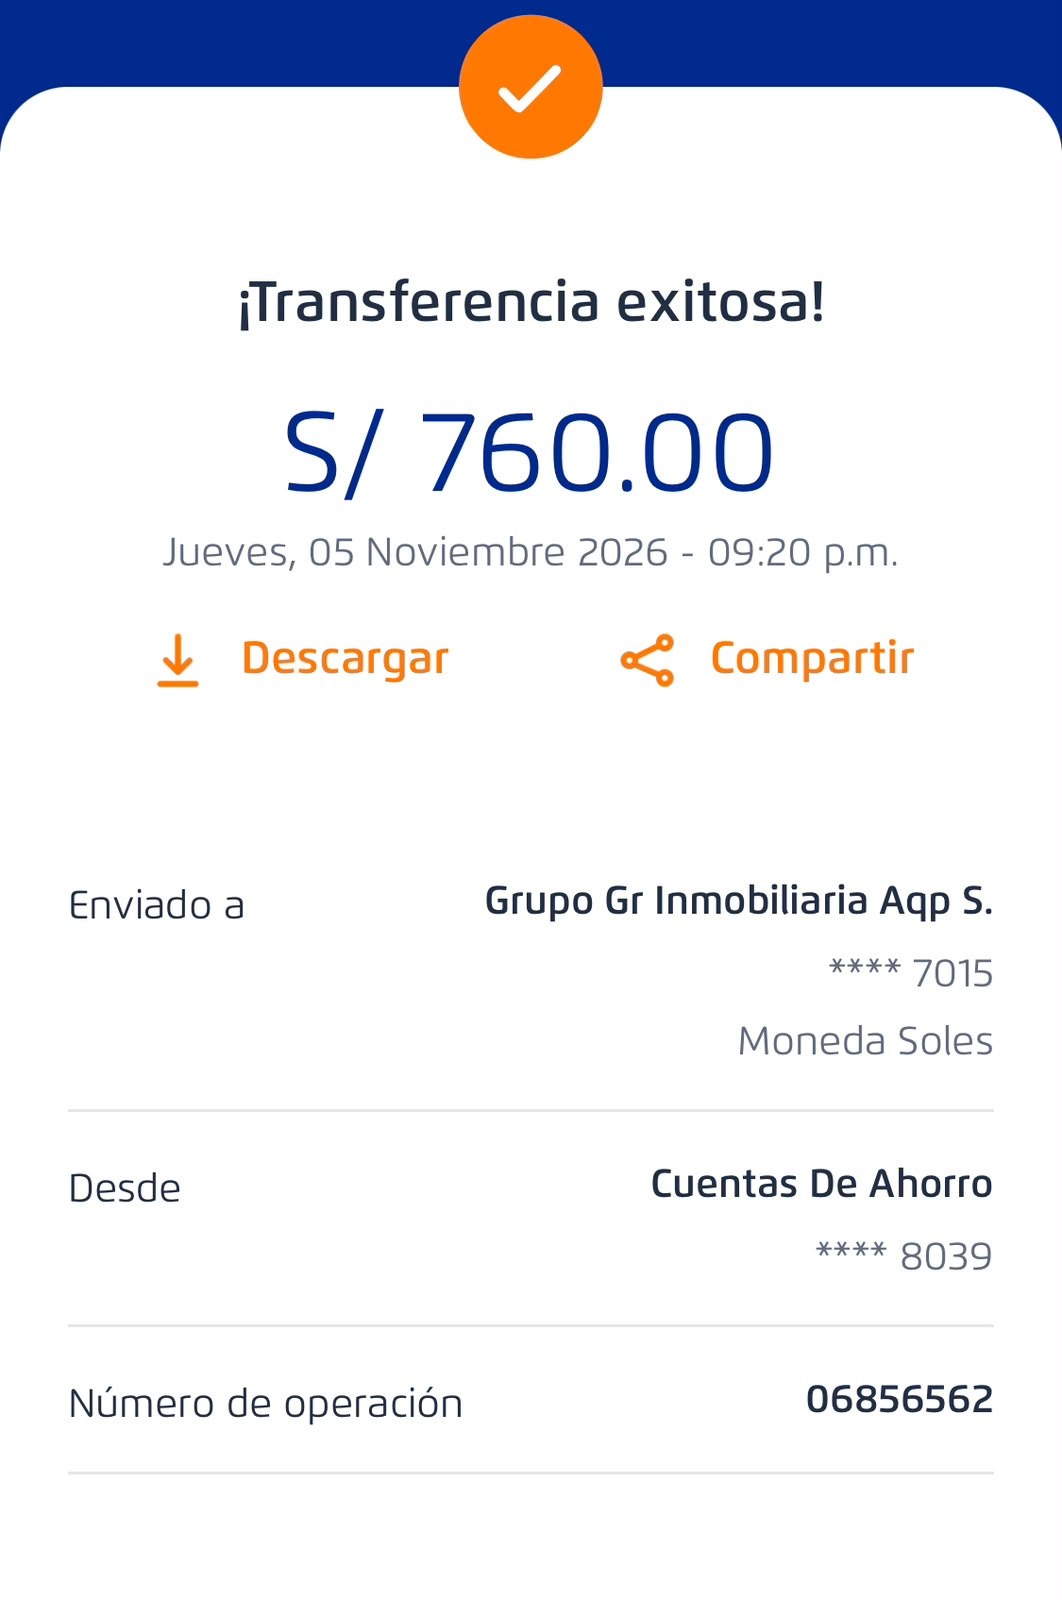 ¡Transferencia exitosa!
S/ 760.00
Jueves, 05 Noviembre 2026 - 09:20 p.m.
Descargar
Compartir
Enviado a
Grupo Gr Inmobiliaria Aqp S.
**** 7015
Moneda Soles
Desde
Cuentas De Ahorro
**** 8039
Número de operación
06856562